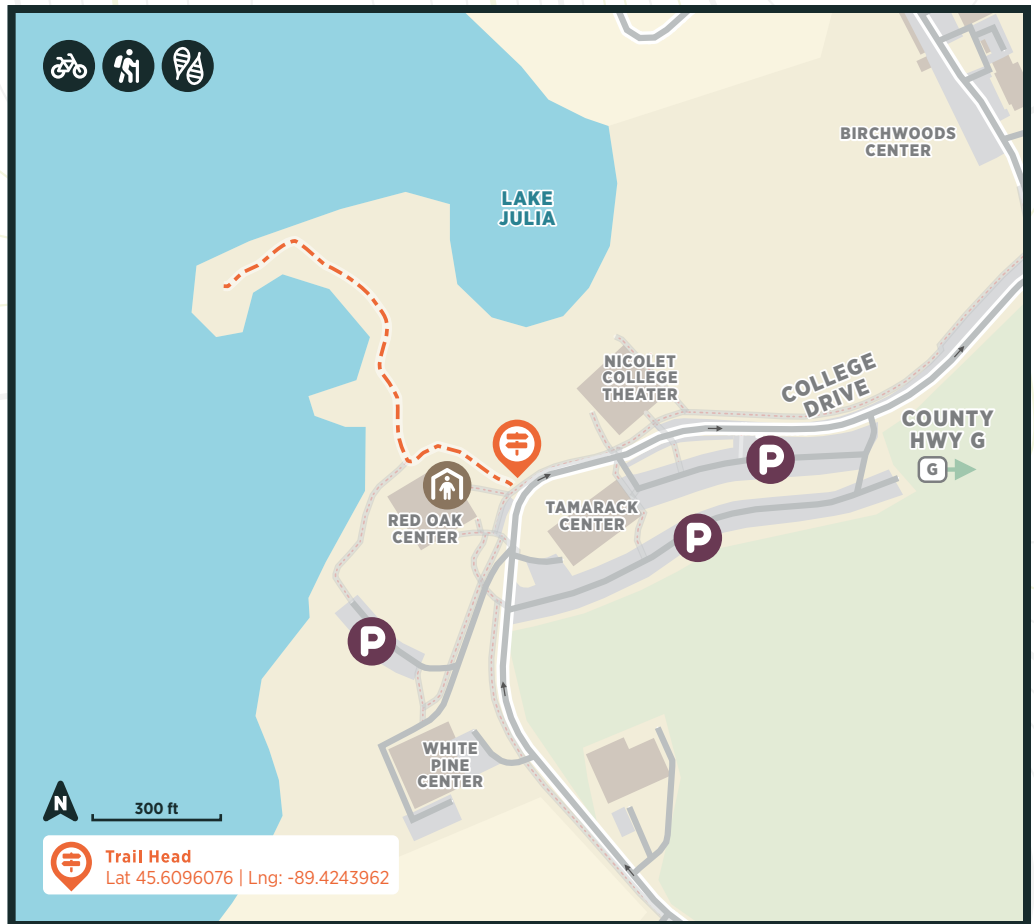 BIRCHWOODS
CENTER
LAKE
JULIA
NICOLET
COLLEGE
THEATER
COLLEGE
DRIVE
COUNTY
HWY G
G
P
P
TAMARACK
CENTER
RED OAK
CENTER
P
WHITE
PINE
CENTER
N
300 ft
Trail Head
Lat 45.6096076 | Lng: -89.4243962